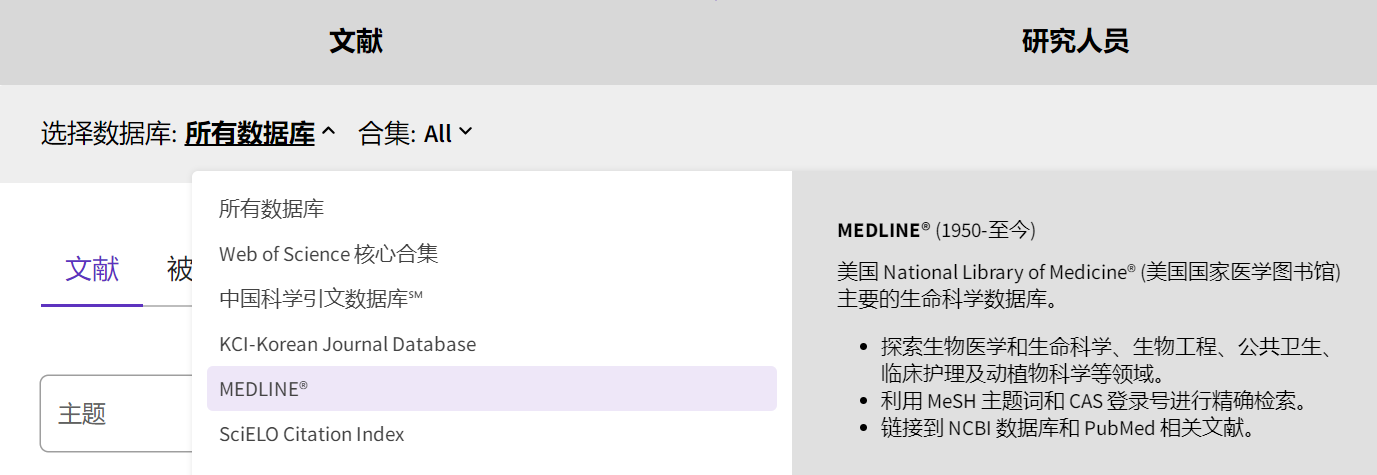 文献
研究人员
选择数据库: 所有数据库 合集: All
文献 被
主题
所有数据库
Web of Science 核心合集
中国科学引文数据库℠
KCI-Korean Journal Database
MEDLINE®
SciELO Citation Index
MEDLINE® (1950-至今)
美国 National Library of Medicine® (美国国家医学图书馆)
主要的生命科学数据库。
• 探索生物医学和生命科学、生物工程、公共卫生、
临床护理及动植物科学等领域。
• 利用 MeSH 主题词和 CAS 登录号进行精确检索。
• 链接到 NCBI 数据库和 PubMed 相关文献。